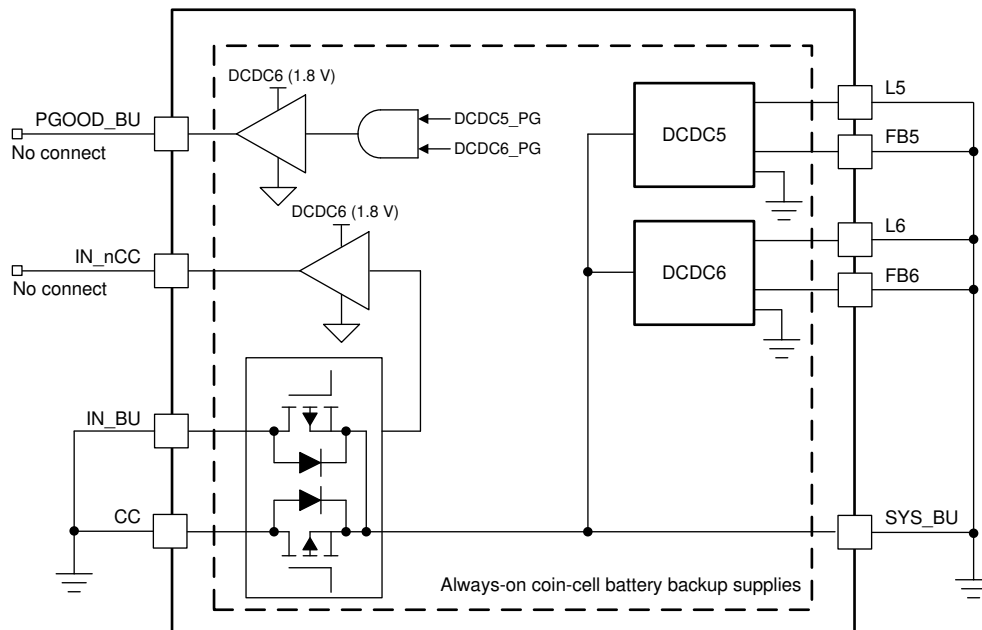 DCDC6 (1.8 V)
PGOOD_BU
No connect
DCDC5_PG
DCDC6_PG
DCDC5
L5
FB5
DCDC6 (1.8 V)
IN_nCC
No connect
DCDC6
L6
FB6
IN_BU
CC
SYS_BU
Always-on coin-cell battery backup supplies